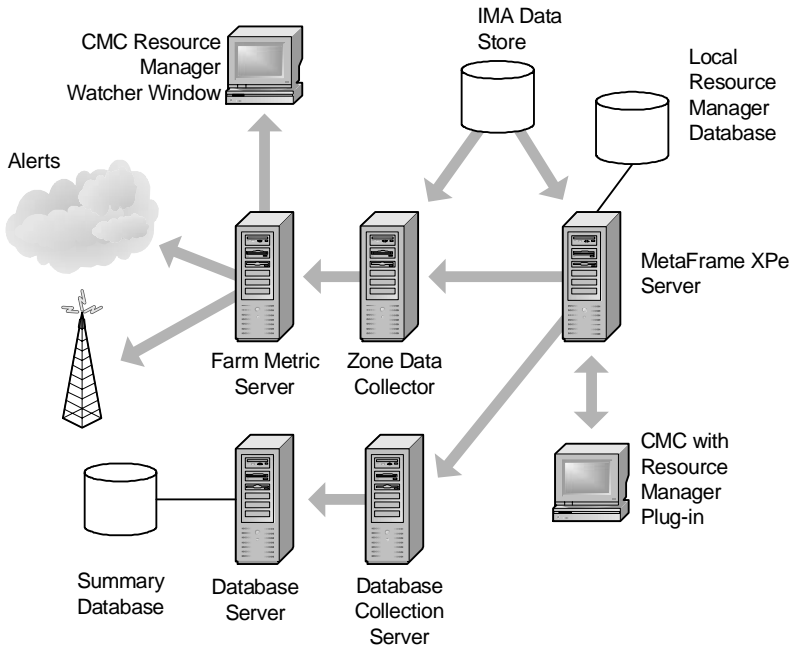 CMC Resource
Manager
Watcher Window
IMA Data
Store
Local
Resource
Manager
Database
Alerts
MetaFrame XPe
Server
Farm Metric
Server
Zone Data
Collector
CMC with
Resource
Manager
Plug-in
Summary
Database
Database
Server
Database
Collection
Server